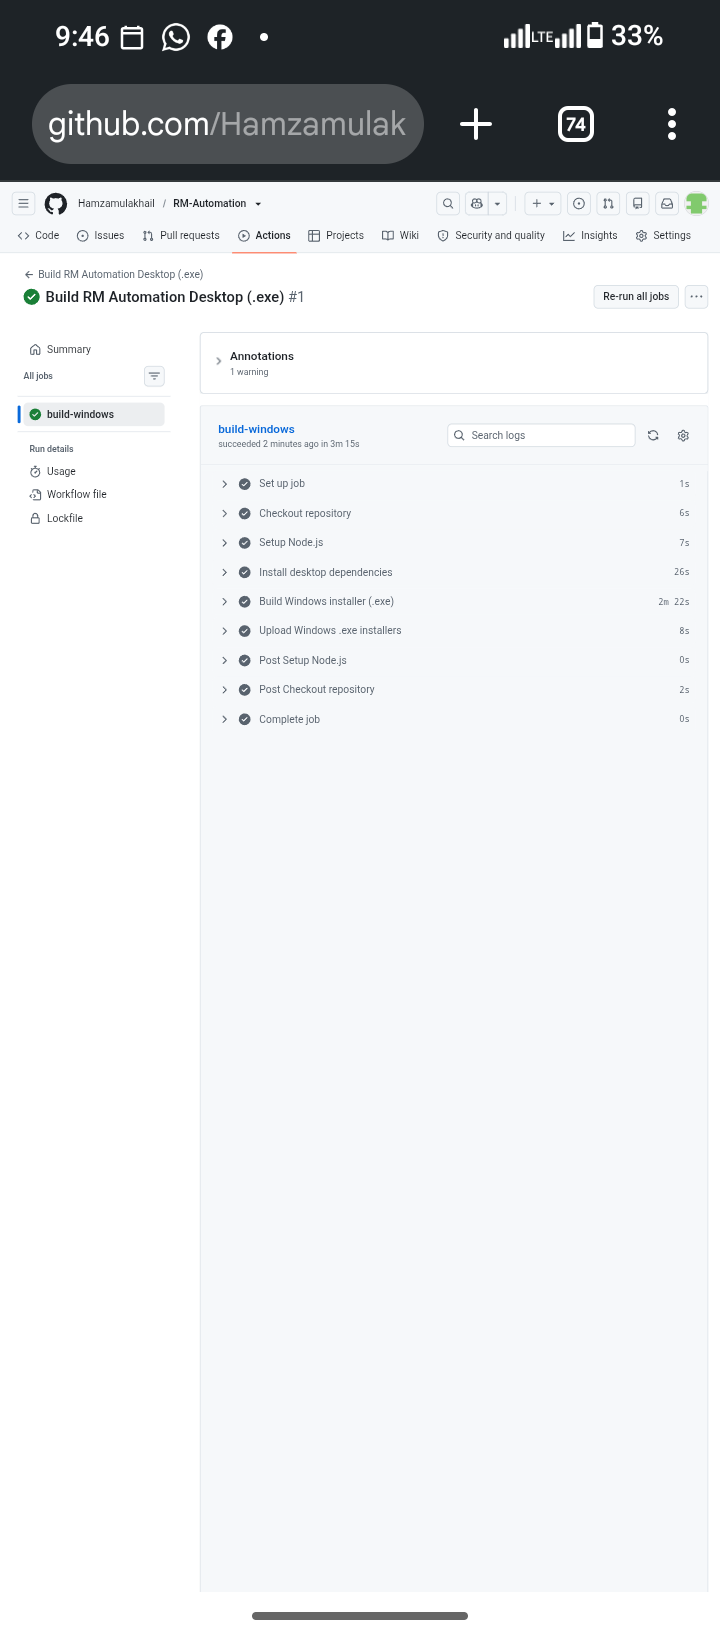 9:46
LTE 33%
github.com/Hamzamulak
74
Hamzamulakhail / RM-Automation
Code Issues Pull requests Actions Projects Wiki Security and quality Insights Settings
Build RM Automation Desktop (.exe)
Build RM Automation Desktop (.exe) #1
Re-run all jobs
Summary
All jobs
build-windows
Run details
Usage
Workflow file
Lockfile
Annotations
1 warning
build-windows
succeeded 2 minutes ago in 3m 15s
Search logs
Set up job 1s
Checkout repository 6s
Setup Node.js 7s
Install desktop dependencies 26s
Build Windows installer (.exe) 2m 22s
Upload Windows .exe installers 8s
Post Setup Node.js 0s
Post Checkout repository 2s
Complete job 0s